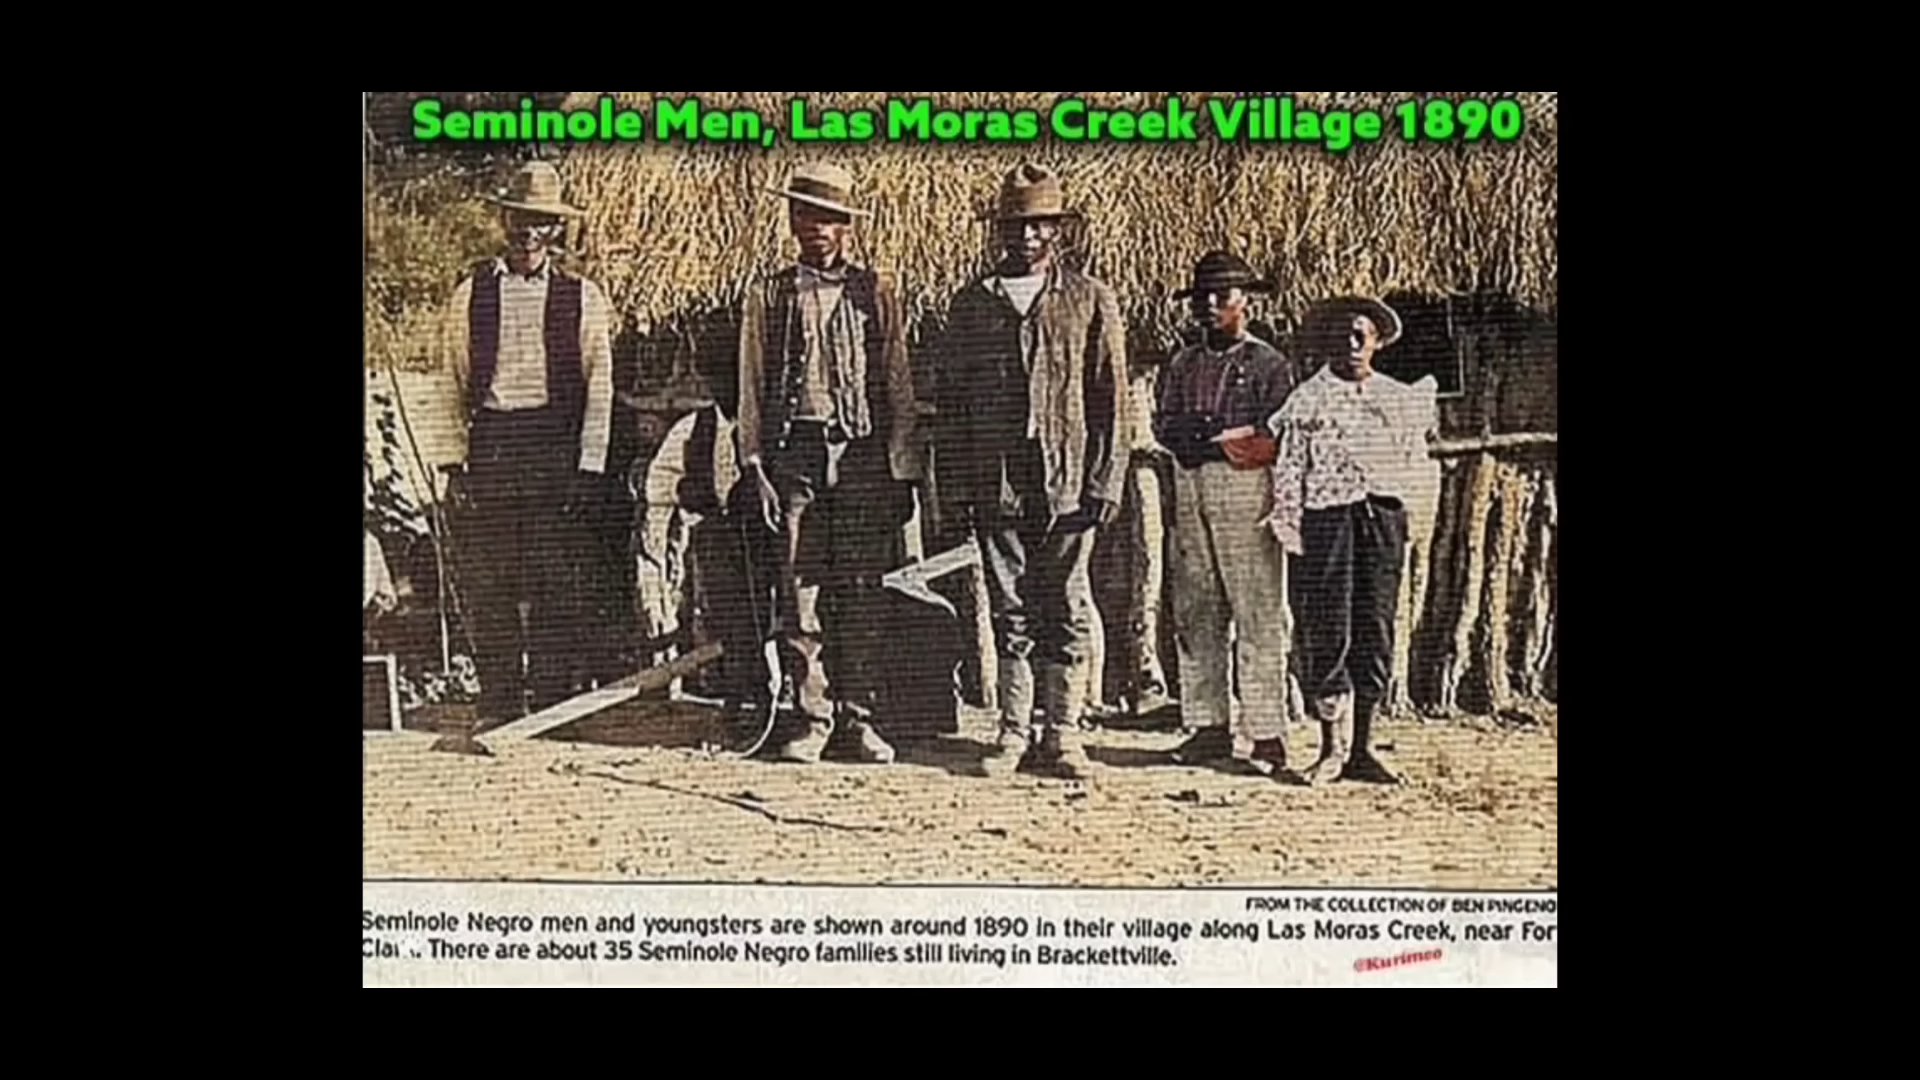 Seminole Men, Las Moras Creek Village 1890
FROM THE COLLECTION OF BEN PINGENO
Seminole Negro men and youngsters are shown around 1890 in their village along Las Moras Creek, near For
There are about 35 Seminole Negro families still living in Brackettville.
@Kurimeo